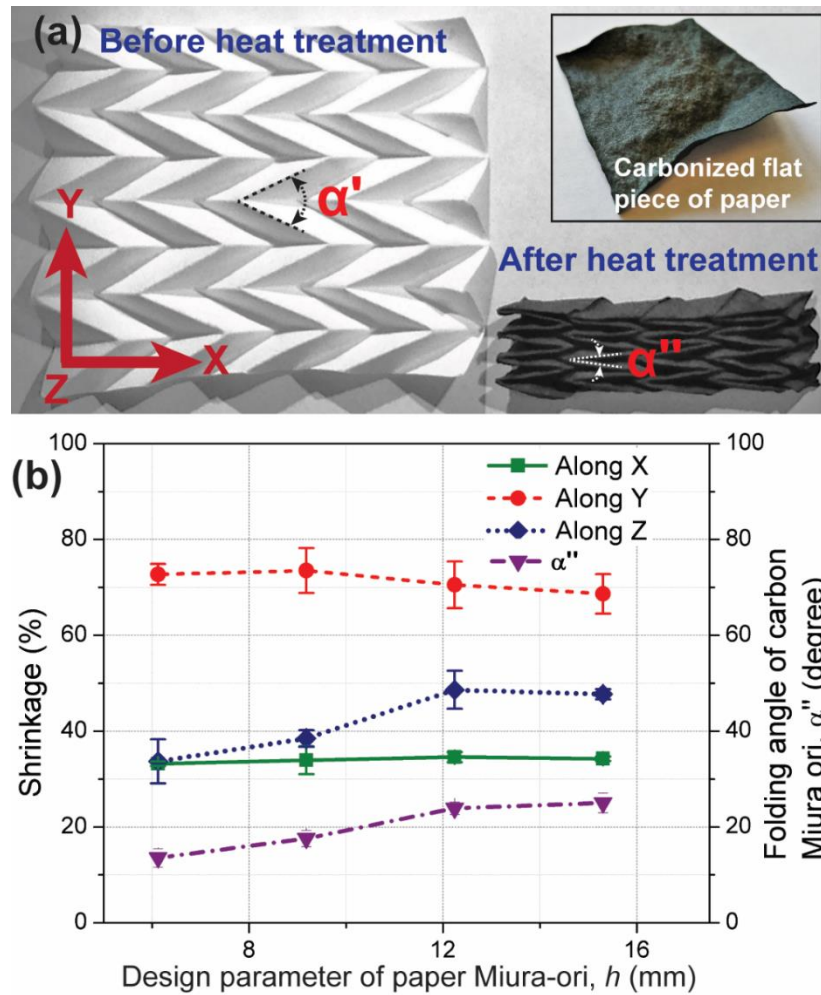 (a) Before heat treatment
α'
Y
X
Z
Carbonized flat
piece of paper
After heat treatment
α"
(b)
Along X
Along Y
Along Z
α"
100
80
60
40
20
0
Shrinkage (%)
100
80
60
40
20
0
Folding angle of carbon
Miura ori, α" (degree)
8
12
16
Design parameter of paper Miura-ori, h (mm)